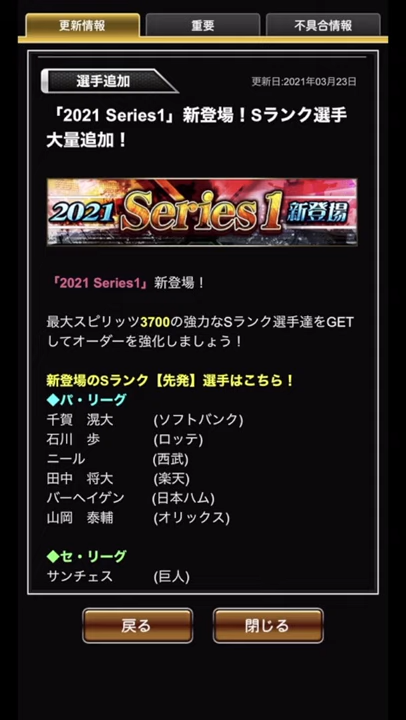 更新情報
重要
不具合情報
選手追加
更新日:2021年03月23日
「2021 Series1」新登場！Sランク選手
大量追加！
2021 Series1 新登場
「2021 Series1」新登場！
最大スピリッツ3700の強力なSランク選手達をGET
してオーダーを強化しましょう！
新登場のSランク【先発】選手はこちら！
◆パ・リーグ
千賀　滉大　(ソフトバンク)
石川　歩　(ロッテ)
ニール　(西武)
田中　将大　(楽天)
バーヘイゲン　(日本ハム)
山岡　泰輔　(オリックス)
◆セ・リーグ
サンチェス　(巨人)
戻る
閉じる